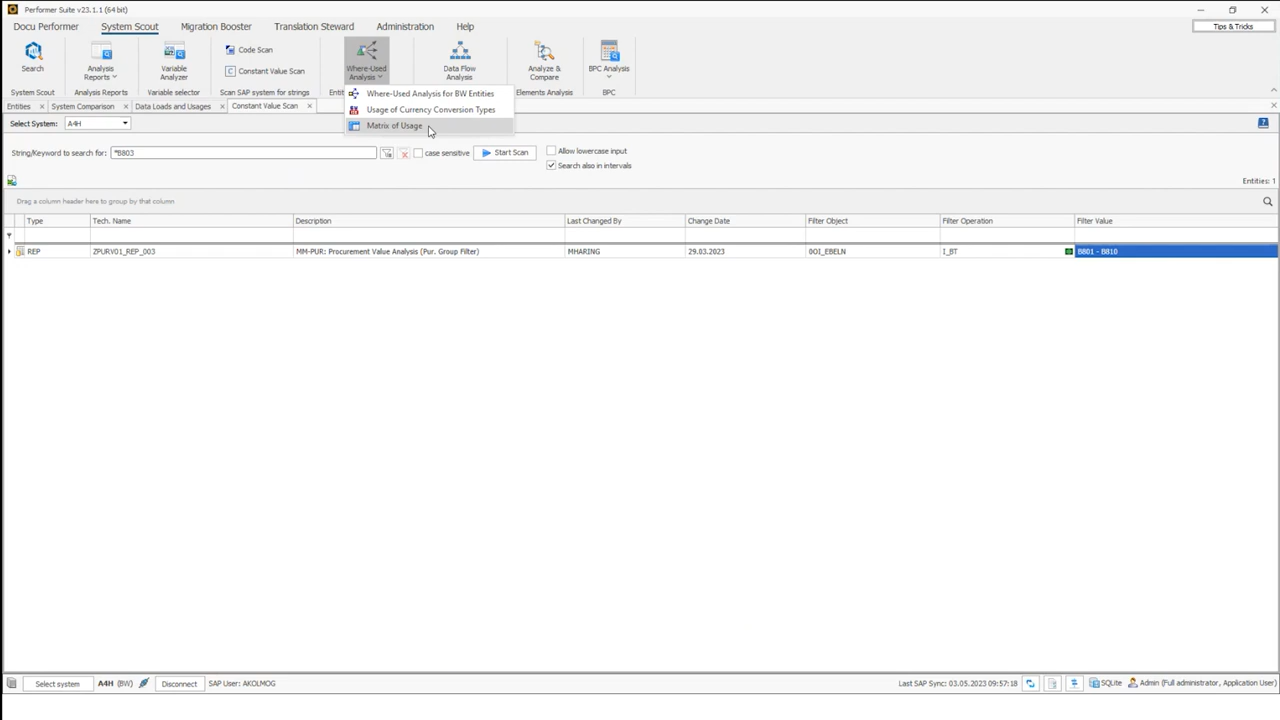 Performer Suite v23.1.1 (64 bit)
Docu Performer System Scout Migration Booster Translation Steward Administration Help Tips & Tricks
Search
Analysis Reports
Variable Analyzer
Code Scan
Constant Value Scan
Where-Used Analysis
Data Flow Analysis
Analyze & Compare
BPC Analysis
System Scout Analysis Reports Variable selector Scan SAP system for strings Elements Analysis BPC
Where-Used Analysis for BW Entities
Usage of Currency Conversion Types
Matrix of Usage
Entities System Comparison Data Loads and Usages Constant Value Scan
Select System: A4H
String/Keyword to search for: *B803 case sensitive Start Scan Allow lowercase input
Search also in intervals
Entities: 1
Drag a column header here to group by that column
Type Tech. Name Description Last Changed By Change Date Filter Object Filter Operation Filter Value
REP ZPURV01_REP_003 MM-PUR: Procurement Value Analysis (Pur. Group Filter) MHARING 29.03.2023 0OI_EBELN I_BT B801 - B810
Select system A4H (BW) Disconnect SAP User: AKOLMOG Last SAP Sync: 03.05.2023 09:57:18 SQLite Admin (Full administrator, Application User)